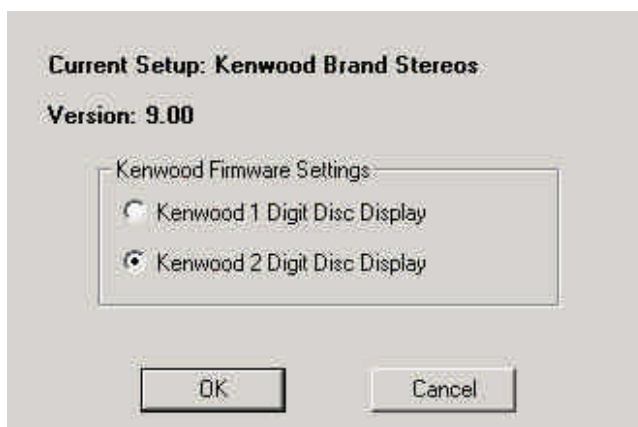 Current Setup: Kenwood Brand Stereos
Version: 9.00
Kenwood Firmware Settings
Kenwood 1 Digit Disc Display
Kenwood 2 Digit Disc Display
OK Cancel